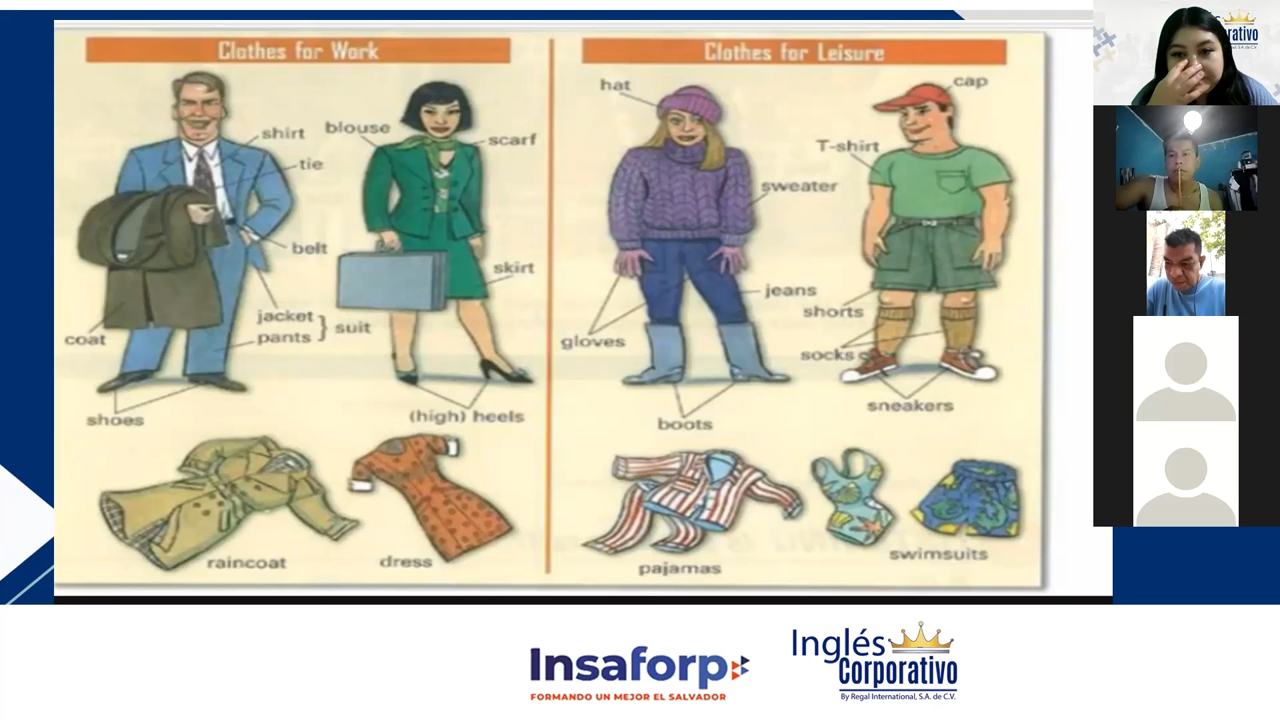 Clothes for Work
shirt
blouse
scarf
tie
belt
skirt
jacket
pants } suit
coat
shoes
(high) heels
raincoat
dress
Clothes for Leisure
hat
cap
T-shirt
sweater
jeans
shorts
gloves
socks
sneakers
boots
pajamas
swimsuits
Insaforp
FORMANDO UN MEJOR EL SALVADOR
Inglés
Corporativo
By Regal International, S.A. de C.V.